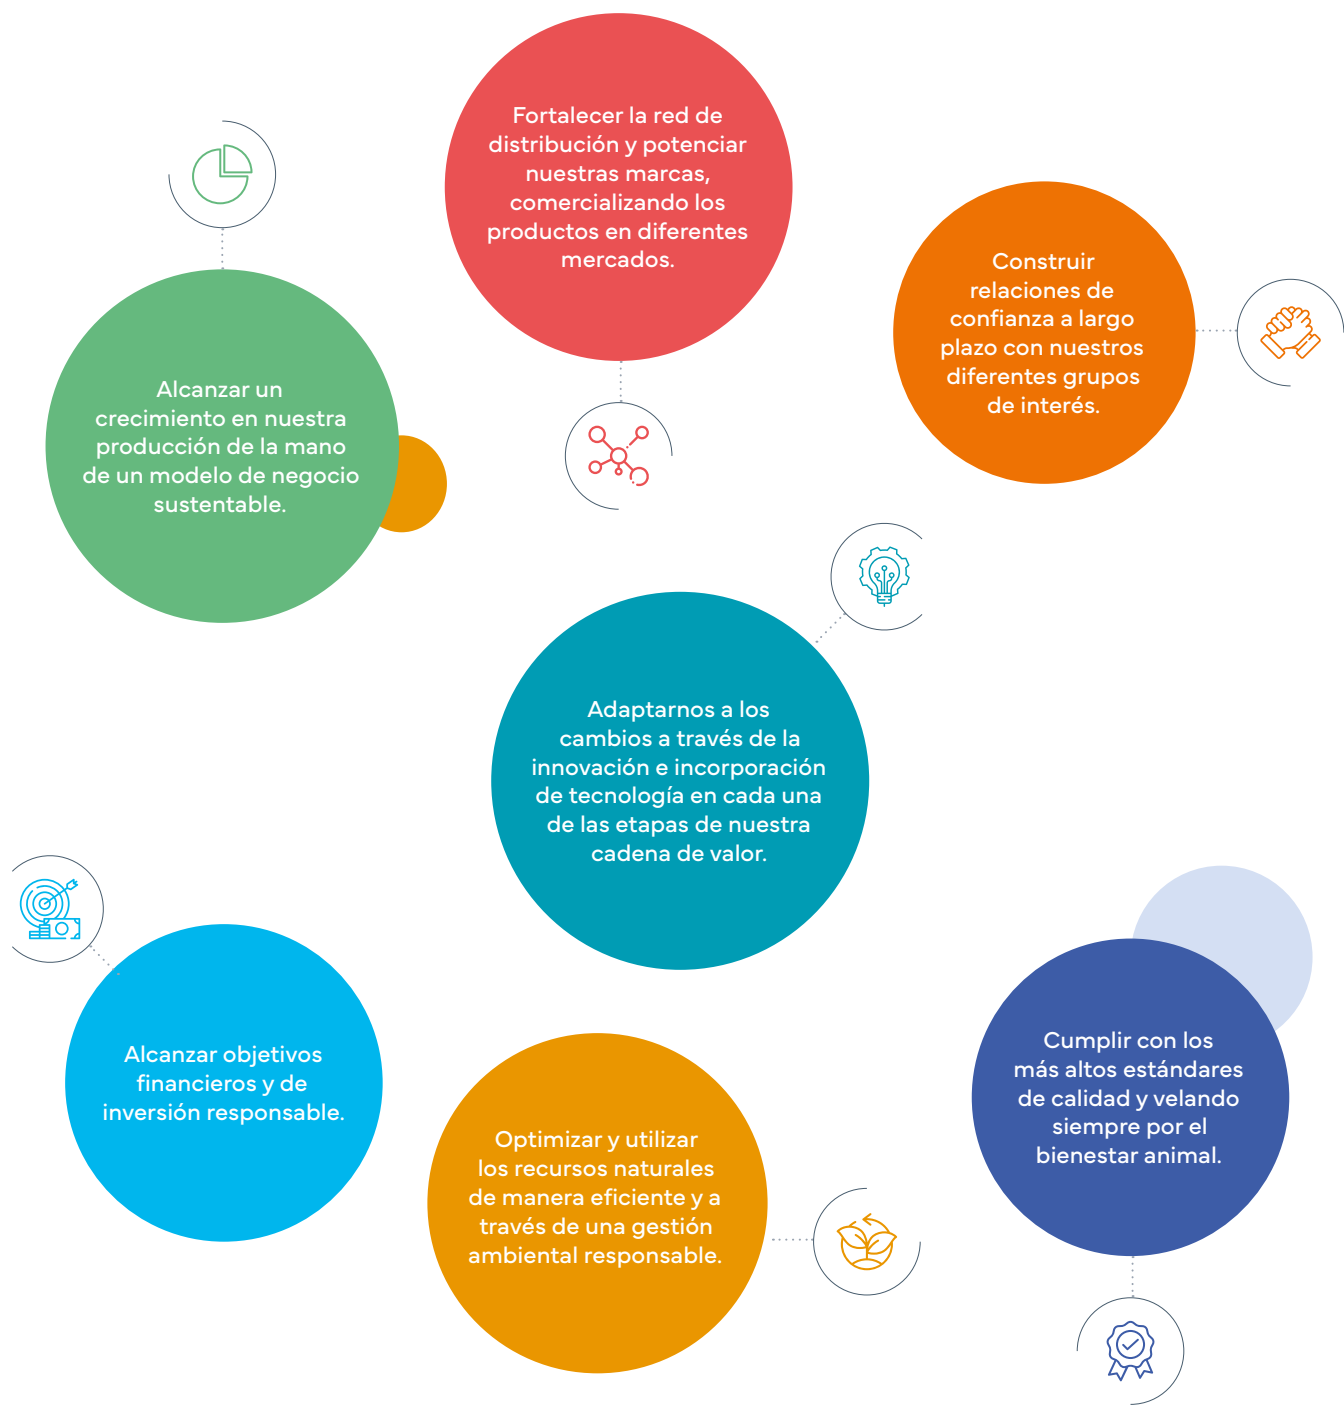 Fortalecer la red de
distribución y potenciar
nuestras marcas,
comercializando los
productos en diferentes
mercados.
Construir
relaciones de
confianza a largo
plazo con nuestros
diferentes grupos
de interés.
Alcanzar un
crecimiento en nuestra
producción de la mano
de un modelo de negocio
sustentable.
Adaptarnos a los
cambios a través de la
innovación e incorporación
de tecnología en cada una
de las etapas de nuestra
cadena de valor.
Alcanzar objetivos
financieros y de
inversión responsable.
Optimizar y utilizar
los recursos naturales
de manera eficiente y a
través de una gestión
ambiental responsable.
Cumplir con los
más altos estándares
de calidad y velando
siempre por el
bienestar animal.